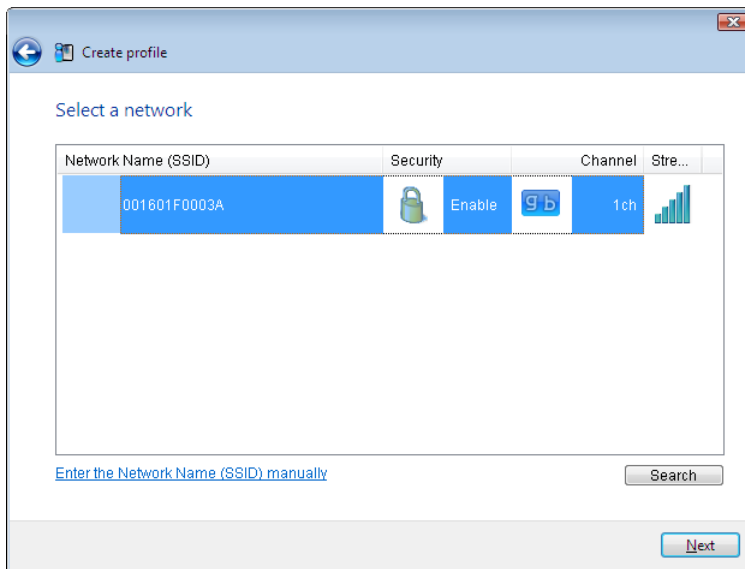 Create profile
Select a network
Network Name (SSID) Security Channel Stre...
001601F0003A Enable g b 1ch
Enter the Network Name (SSID) manually Search
Next